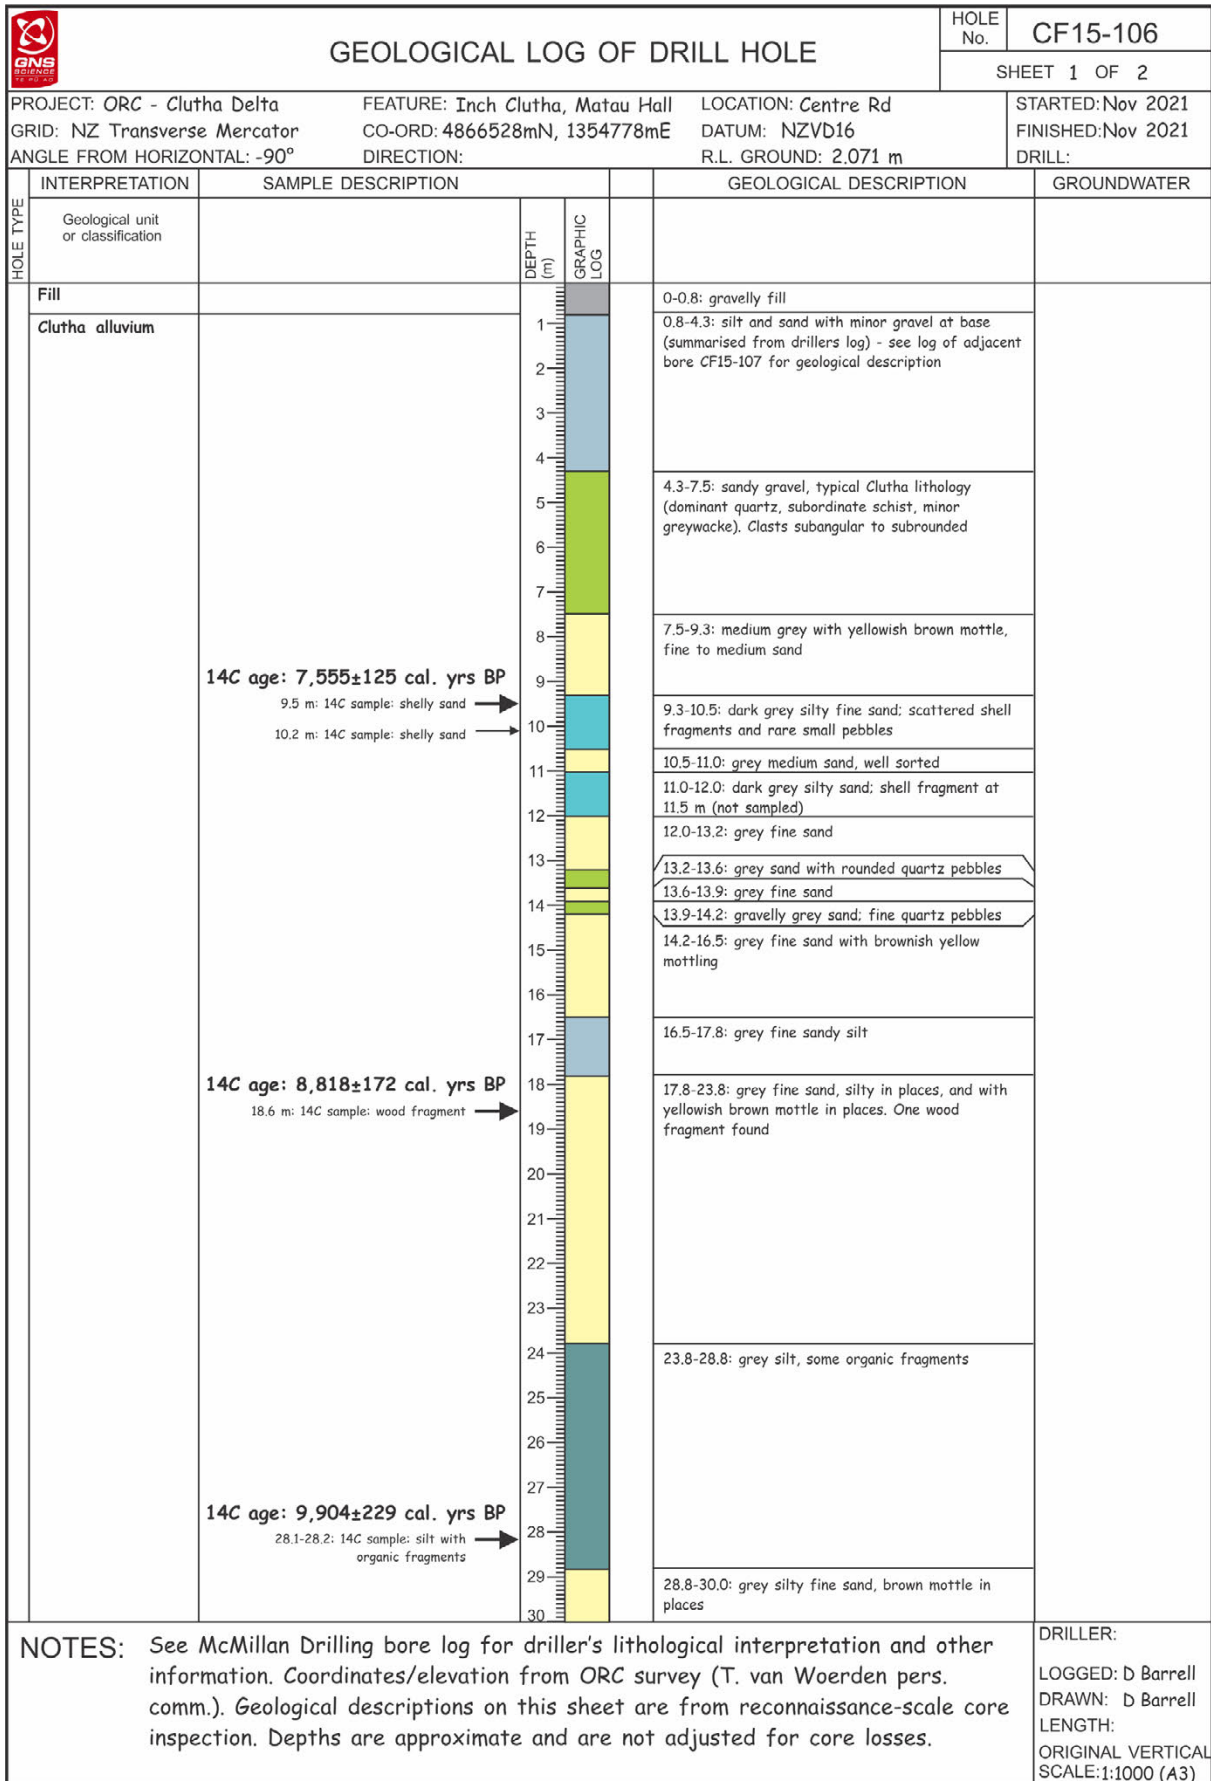 GNS
SCIENCE
TE PŪ AO
GEOLOGICAL LOG OF DRILL HOLE
HOLE No. CF15-106
SHEET 1 OF 2
PROJECT: ORC - Clutha Delta
FEATURE: Inch Clutha, Matau Hall
LOCATION: Centre Rd
STARTED: Nov 2021
GRID: NZ Transverse Mercator
CO-ORD: 4866528mN, 1354778mE
DATUM: NZVD16
FINISHED: Nov 2021
ANGLE FROM HORIZONTAL: -90°
DIRECTION:
R.L. GROUND: 2.071 m
DRILL:
HOLE TYPE
INTERPRETATION
SAMPLE DESCRIPTION
GEOLOGICAL DESCRIPTION
GROUNDWATER
Geological unit
or classification
DEPTH
(m)
GRAPHIC
LOG
Fill
0-0.8: gravelly fill
Clutha alluvium
0.8-4.3: silt and sand with minor gravel at base
(summarised from drillers log) - see log of adjacent
bore CF15-107 for geological description
1
2
3
4
4.3-7.5: sandy gravel, typical Clutha lithology
(dominant quartz, subordinate schist, minor
greywacke). Clasts subangular to subrounded
5
6
7
7.5-9.3: medium grey with yellowish brown mottle,
fine to medium sand
8
14C age: 7,555±125 cal. yrs BP
9
9.5 m: 14C sample: shelly sand
9.3-10.5: dark grey silty fine sand; scattered shell
fragments and rare small pebbles
10.2 m: 14C sample: shelly sand
10
10.5-11.0: grey medium sand, well sorted
11
11.0-12.0: dark grey silty sand; shell fragment at
11.5 m (not sampled)
12
12.0-13.2: grey fine sand
13
13.2-13.6: grey sand with rounded quartz pebbles
13.6-13.9: grey fine sand
14
13.9-14.2: gravelly grey sand; fine quartz pebbles
14.2-16.5: grey fine sand with brownish yellow
mottling
15
16
16.5-17.8: grey fine sandy silt
17
14C age: 8,818±172 cal. yrs BP
18
17.8-23.8: grey fine sand, silty in places, and with
yellowish brown mottle in places. One wood
fragment found
18.6 m: 14C sample: wood fragment
19
20
21
22
23
24
23.8-28.8: grey silt, some organic fragments
25
26
27
14C age: 9,904±229 cal. yrs BP
28
28.1-28.2: 14C sample: silt with
organic fragments
29
28.8-30.0: grey silty fine sand, brown mottle in
places
30
NOTES: See McMillan Drilling bore log for driller's lithological interpretation and other
information. Coordinates/elevation from ORC survey (T. van Woerden pers.
comm.). Geological descriptions on this sheet are from reconnaissance-scale core
inspection. Depths are approximate and are not adjusted for core losses.
DRILLER:
LOGGED: D Barrell
DRAWN: D Barrell
LENGTH:
ORIGINAL VERTICAL
SCALE:1:1000 (A3)